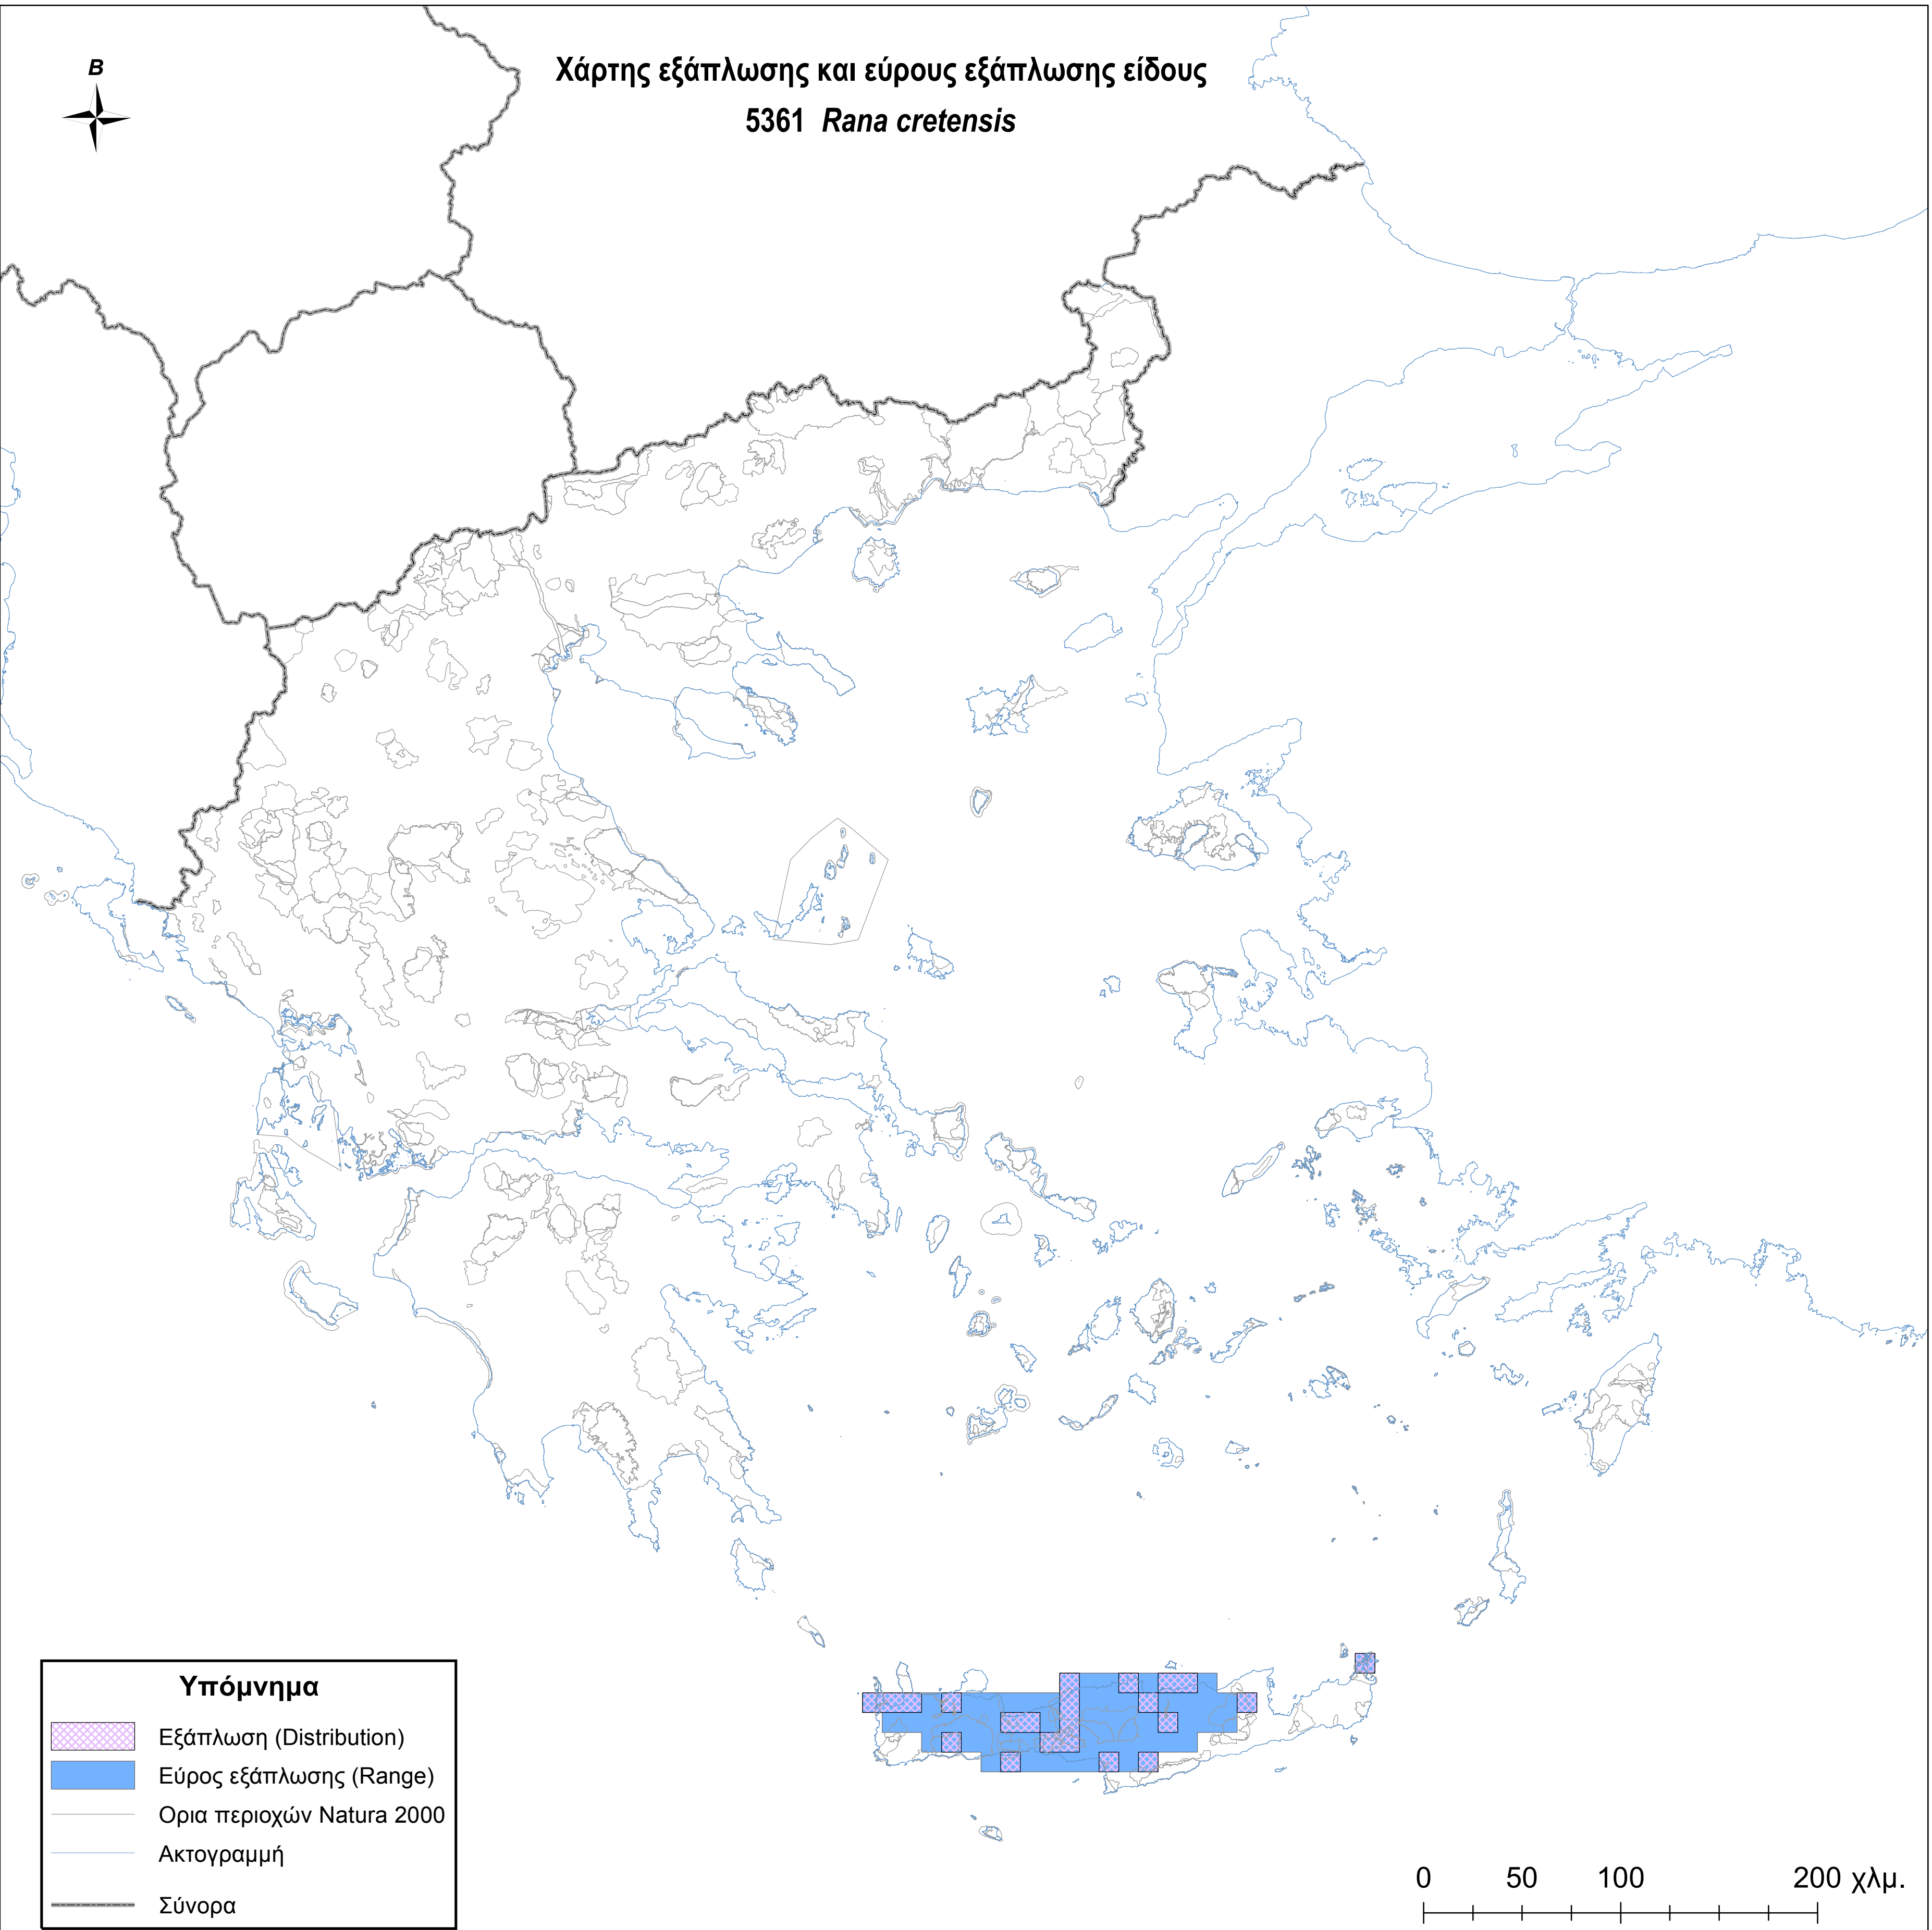 Β
Χάρτης εξάπλωσης και εύρους εξάπλωσης είδους
5361 Rana cretensis
Υπόμνημα
Εξάπλωση (Distribution)
Εύρος εξάπλωσης (Range)
Ορια περιοχών Natura 2000
Ακτογραμμή
Σύνορα
0 50 100 200 χλμ.